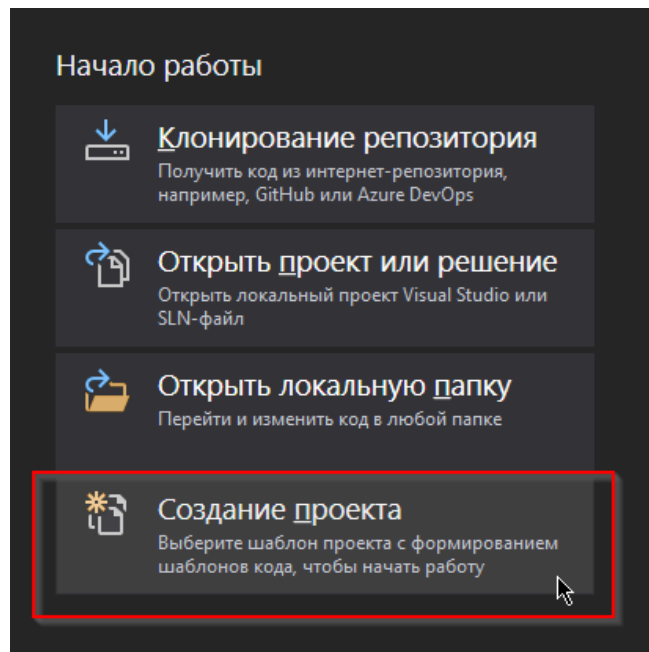 Начало работы
Клонирование репозитория
Получить код из интернет-репозитория,
например, GitHub или Azure DevOps
Открыть проект или решение
Открыть локальный проект Visual Studio или
SLN-файл
Открыть локальную папку
Перейти и изменить код в любой папке
Создание проекта
Выберите шаблон проекта с формированием
шаблонов кода, чтобы начать работу